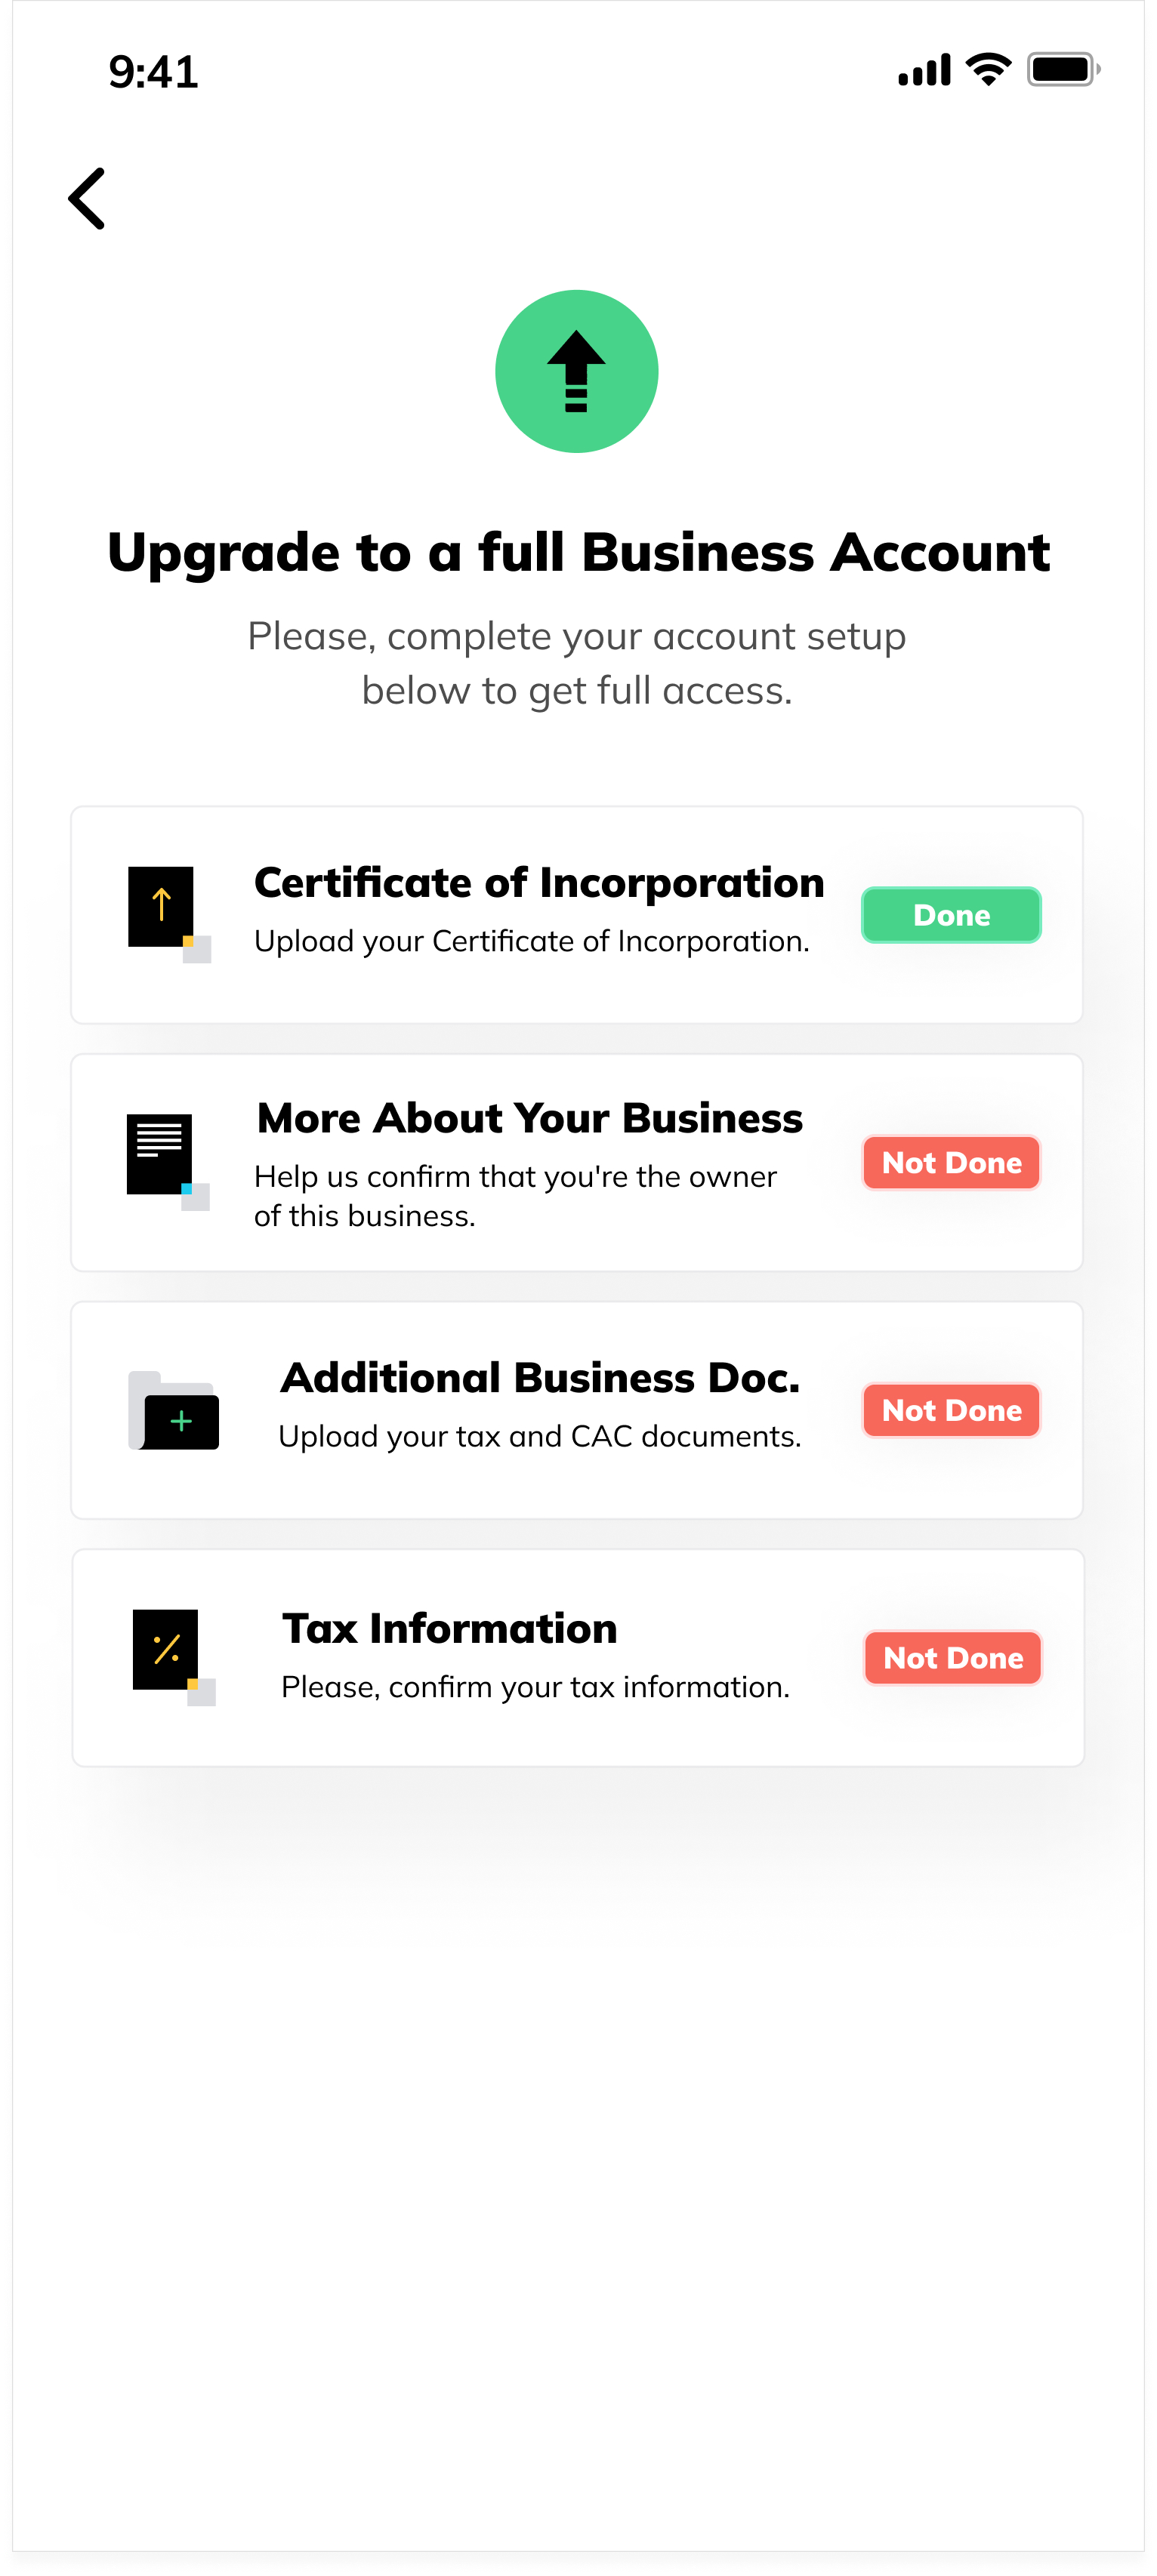 9:41
Upgrade to a full Business Account
Please, complete your account setup
below to get full access.
Certificate of Incorporation
Upload your Certificate of Incorporation.
Done
More About Your Business
Help us confirm that you're the owner
of this business.
Not Done
Additional Business Doc.
Upload your tax and CAC documents.
Not Done
Tax Information
Please, confirm your tax information.
Not Done